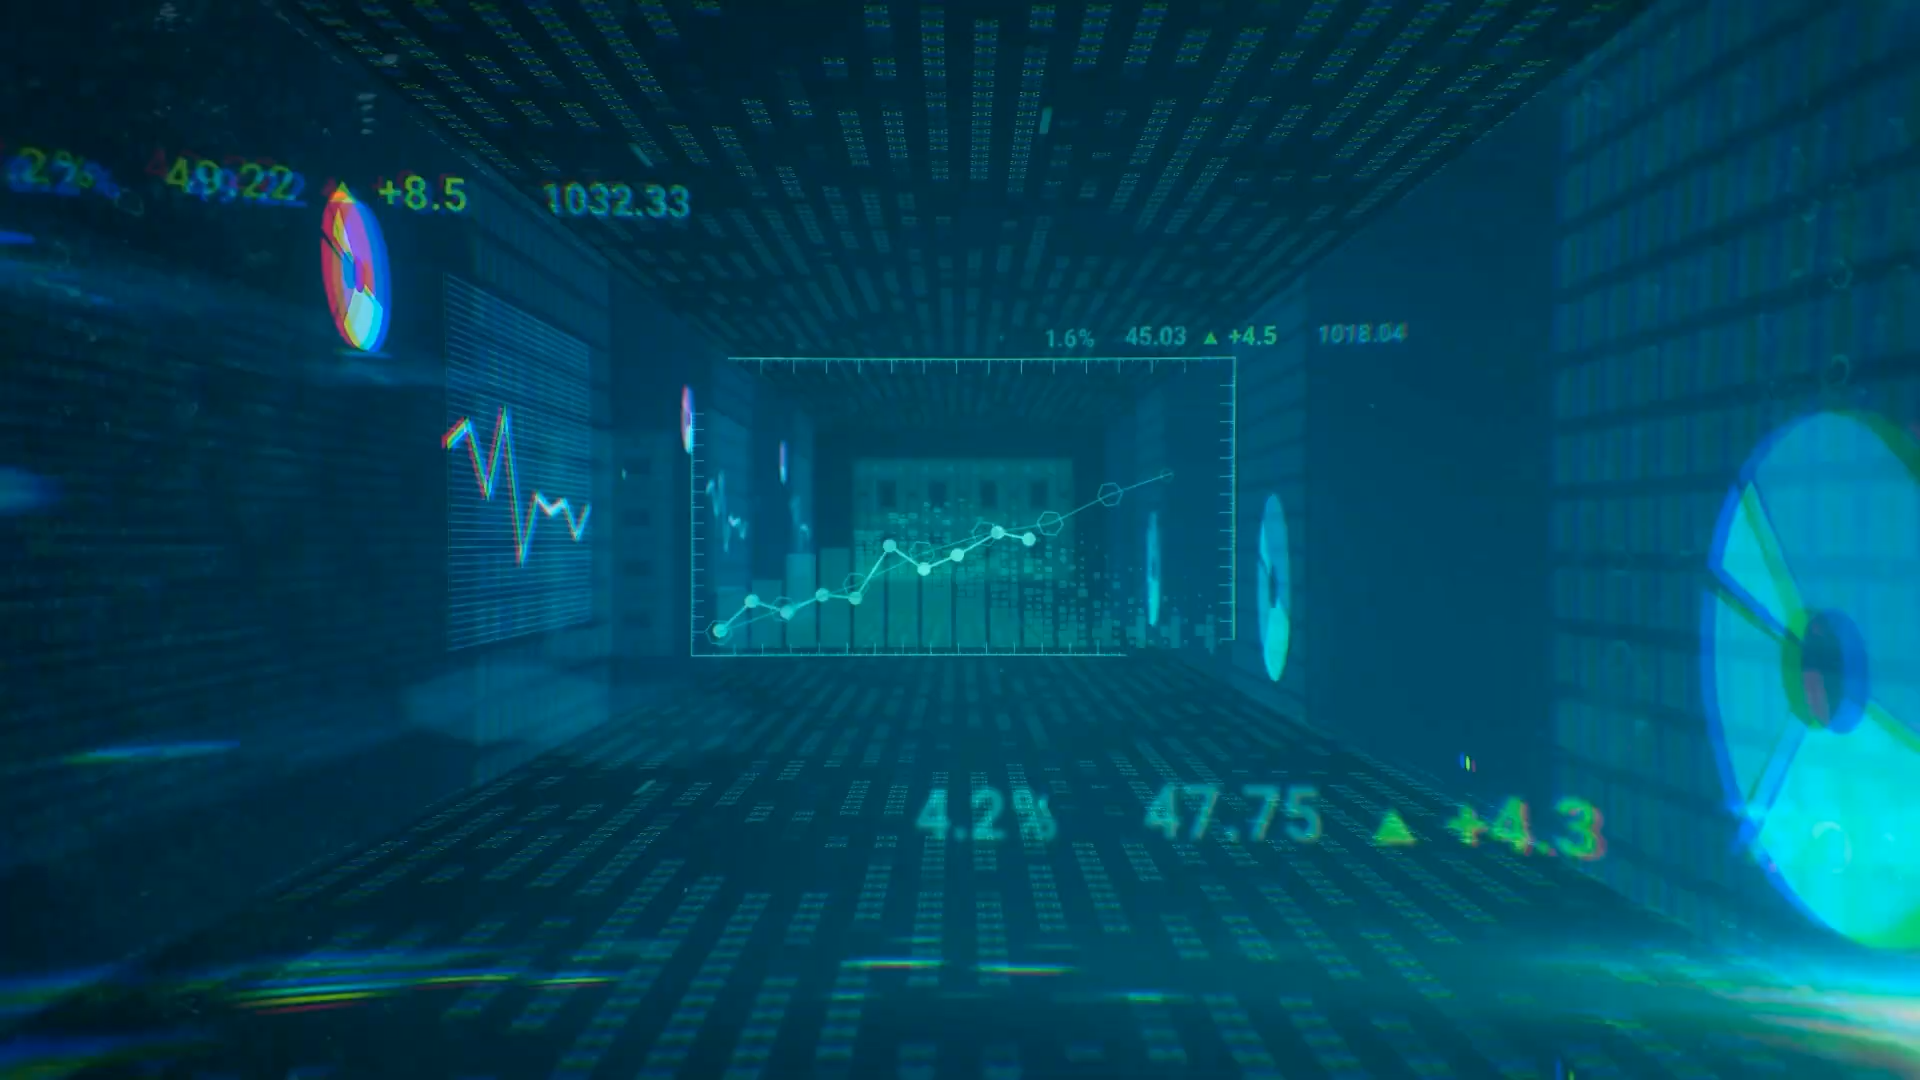 2% 49.22 ▲ +8.5 1032.33
1.6% 45.03 ▲ +4.5 1018.04
4.2% 47.75 ▲ +4.3